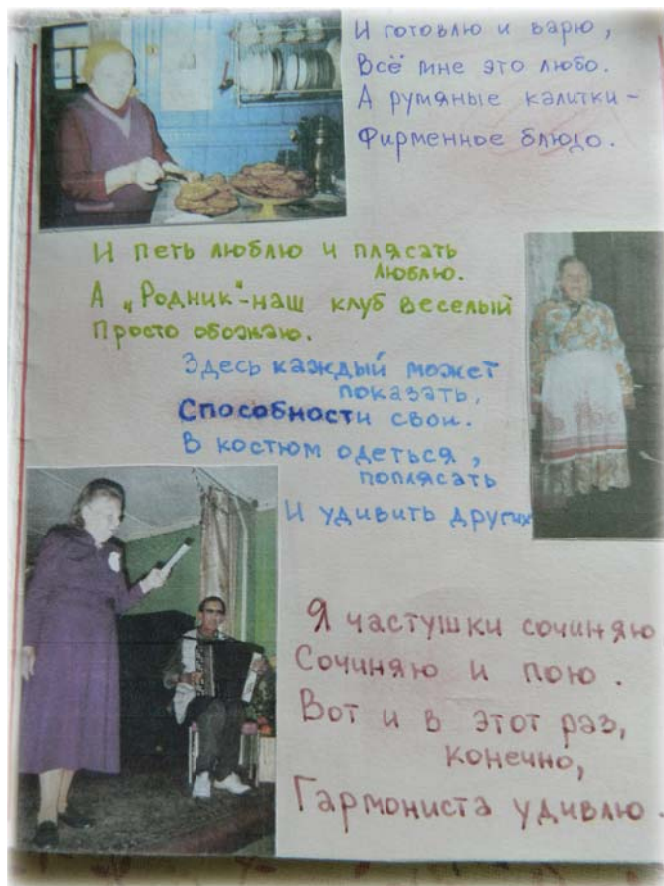 И готовлю и варю,
Всё мне это любо.
А румяные калитки -
Фирменное блюдо.
И петь люблю и плясать
люблю.
А „Родник"-наш клуб веселый
Просто обожаю.
Здесь каждый может
показать,
Способности свои.
В костюм одеться,
поплясать
И удивить других
Я частушки сочиняю
Сочиняю и пою.
Вот и в этот раз,
конечно,
Гармониста удивлю.